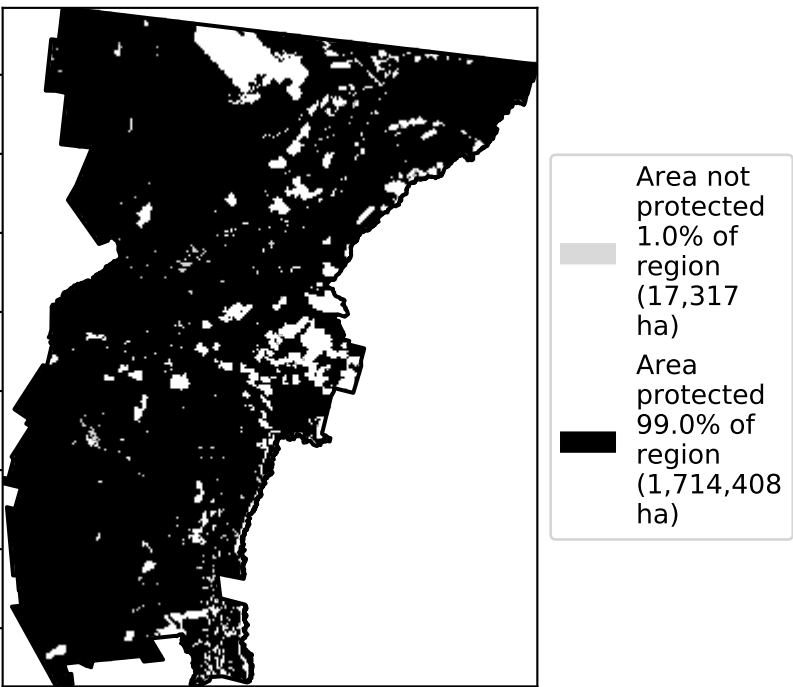 Area not
protected
1.0% of
region
(17,317
ha)
Area
protected
99.0% of
region
(1,714,408
ha)